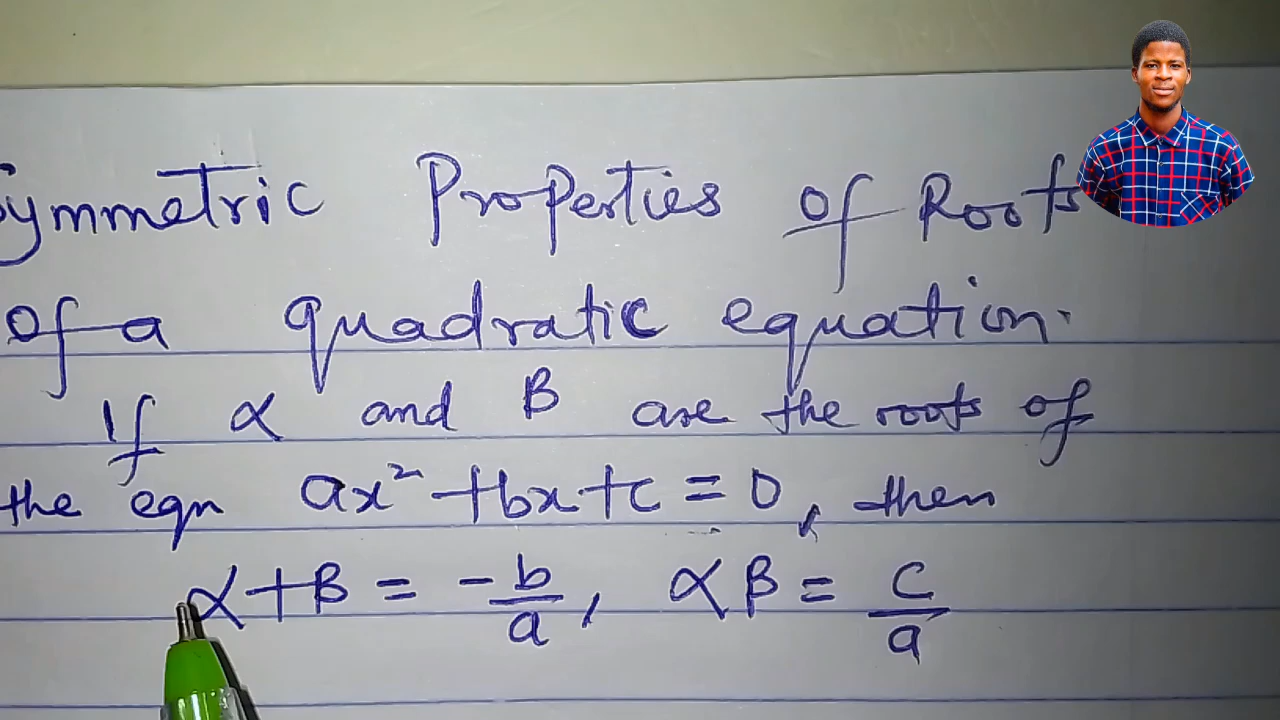 Symmetric Properties of Roots
of a quadratic equation.
If α and β are the roots of
the eqn ax² + bx + c = 0, then
α + β = -b/a, αβ = c/a